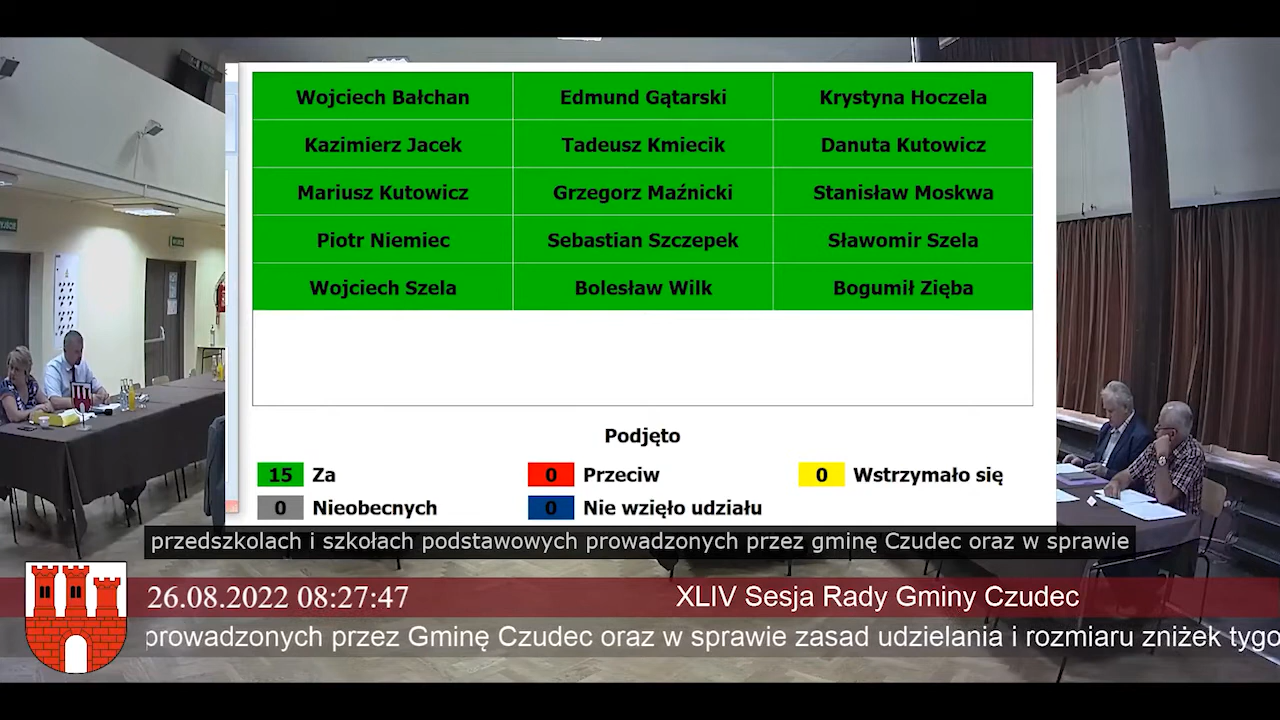 Wojciech Bałchan Edmund Gątarski Krystyna Hoczela
Kazimierz Jacek Tadeusz Kmiecik Danuta Kutowicz
Mariusz Kutowicz Grzegorz Maźnicki Stanisław Moskwa
Piotr Niemiec Sebastian Szczepek Sławomir Szela
Wojciech Szela Bolesław Wilk Bogumił Zięba
Podjęto
15 Za 0 Przeciw 0 Wstrzymało się
0 Nieobecnych 0 Nie wzięło udziału
przedszkolach i szkołach podstawowych prowadzonych przez gminę Czudec oraz w sprawie
26.08.2022 08:27:47 XLIV Sesja Rady Gminy Czudec
prowadzonych przez Gminę Czudec oraz w sprawie zasad udzielania i rozmiaru zniżek tygo